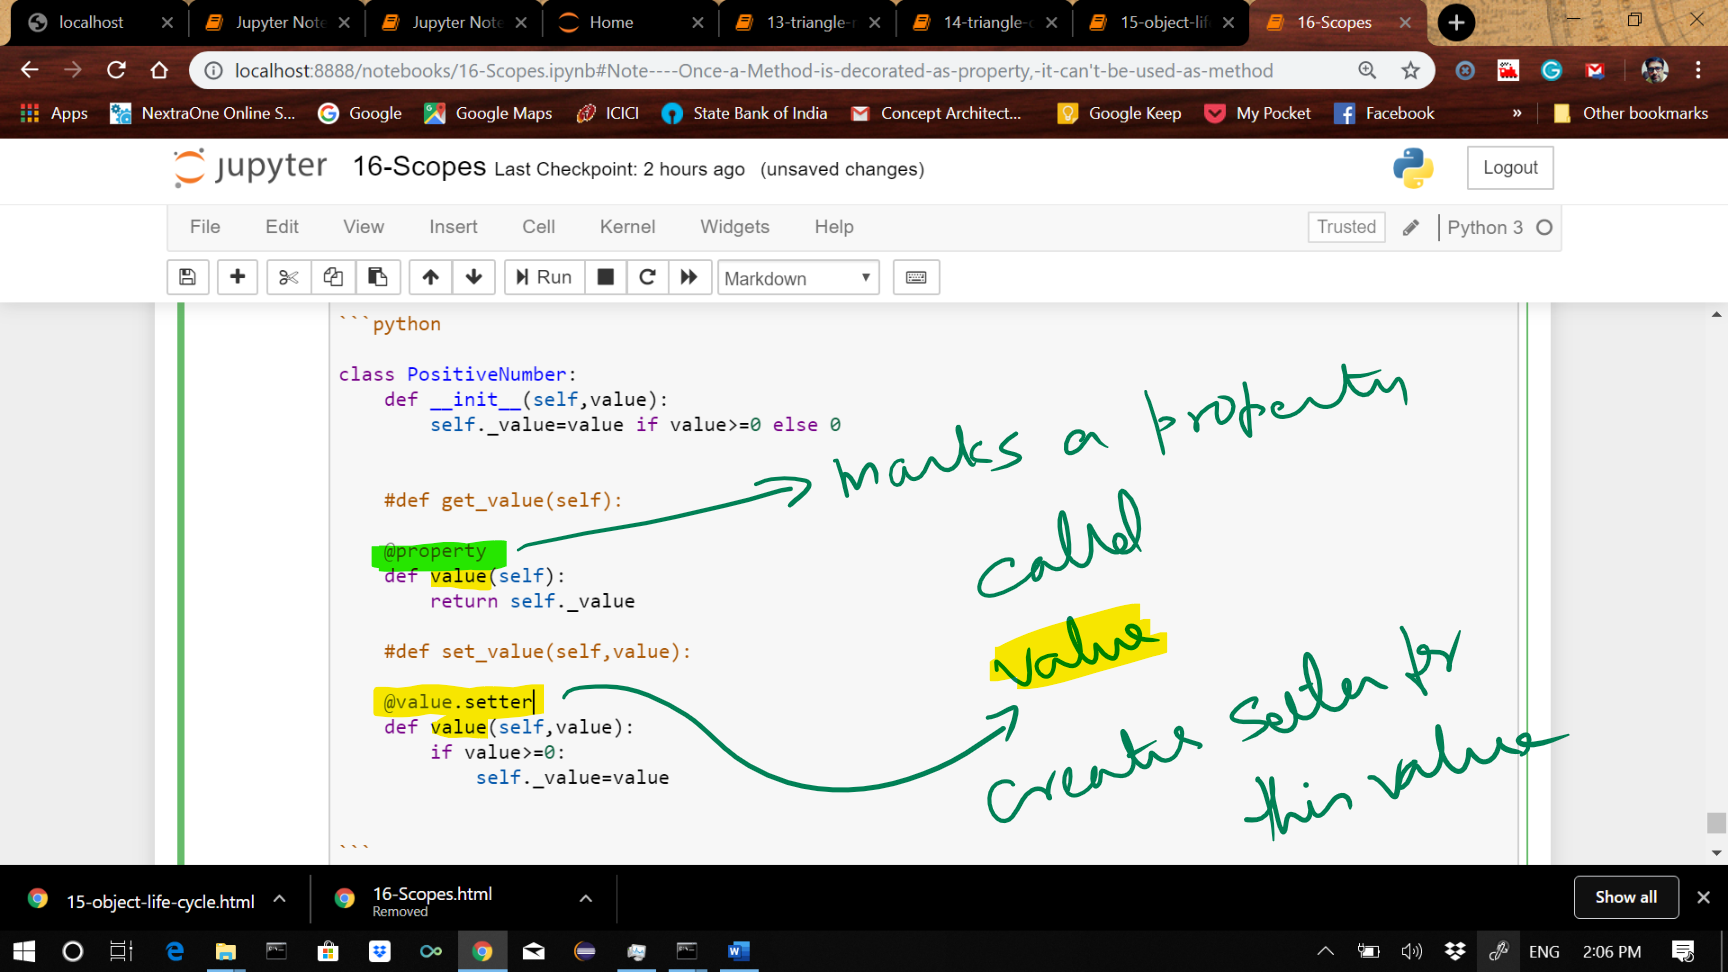 localhost
Jupyter Note
Jupyter Note
Home
13-triangle-
14-triangle-
15-object-lif
16-Scopes
localhost:8888/notebooks/16-Scopes.ipynb#Note----Once-a-Method-is-decorated-as-property,-it-can't-be-used-as-method
Apps
NextraOne Online S...
Google
Google Maps
ICICI
State Bank of India
Concept Architect...
Google Keep
My Pocket
Facebook
»
Other bookmarks
jupyter 16-Scopes Last Checkpoint: 2 hours ago (unsaved changes)
Logout
File Edit View Insert Cell Kernel Widgets Help
Trusted
Python 3
Run
Markdown
```python
class PositiveNumber:
def __init__(self,value):
self._value=value if value>=0 else 0
#def get_value(self):
@property
def value(self):
return self._value
#def set_value(self,value):
@value.setter
def value(self,value):
if value>=0:
self._value=value
```
marks a property
called
value
creates setter for
this value
15-object-life-cycle.html
16-Scopes.html
Removed
Show all
ENG
2:06 PM